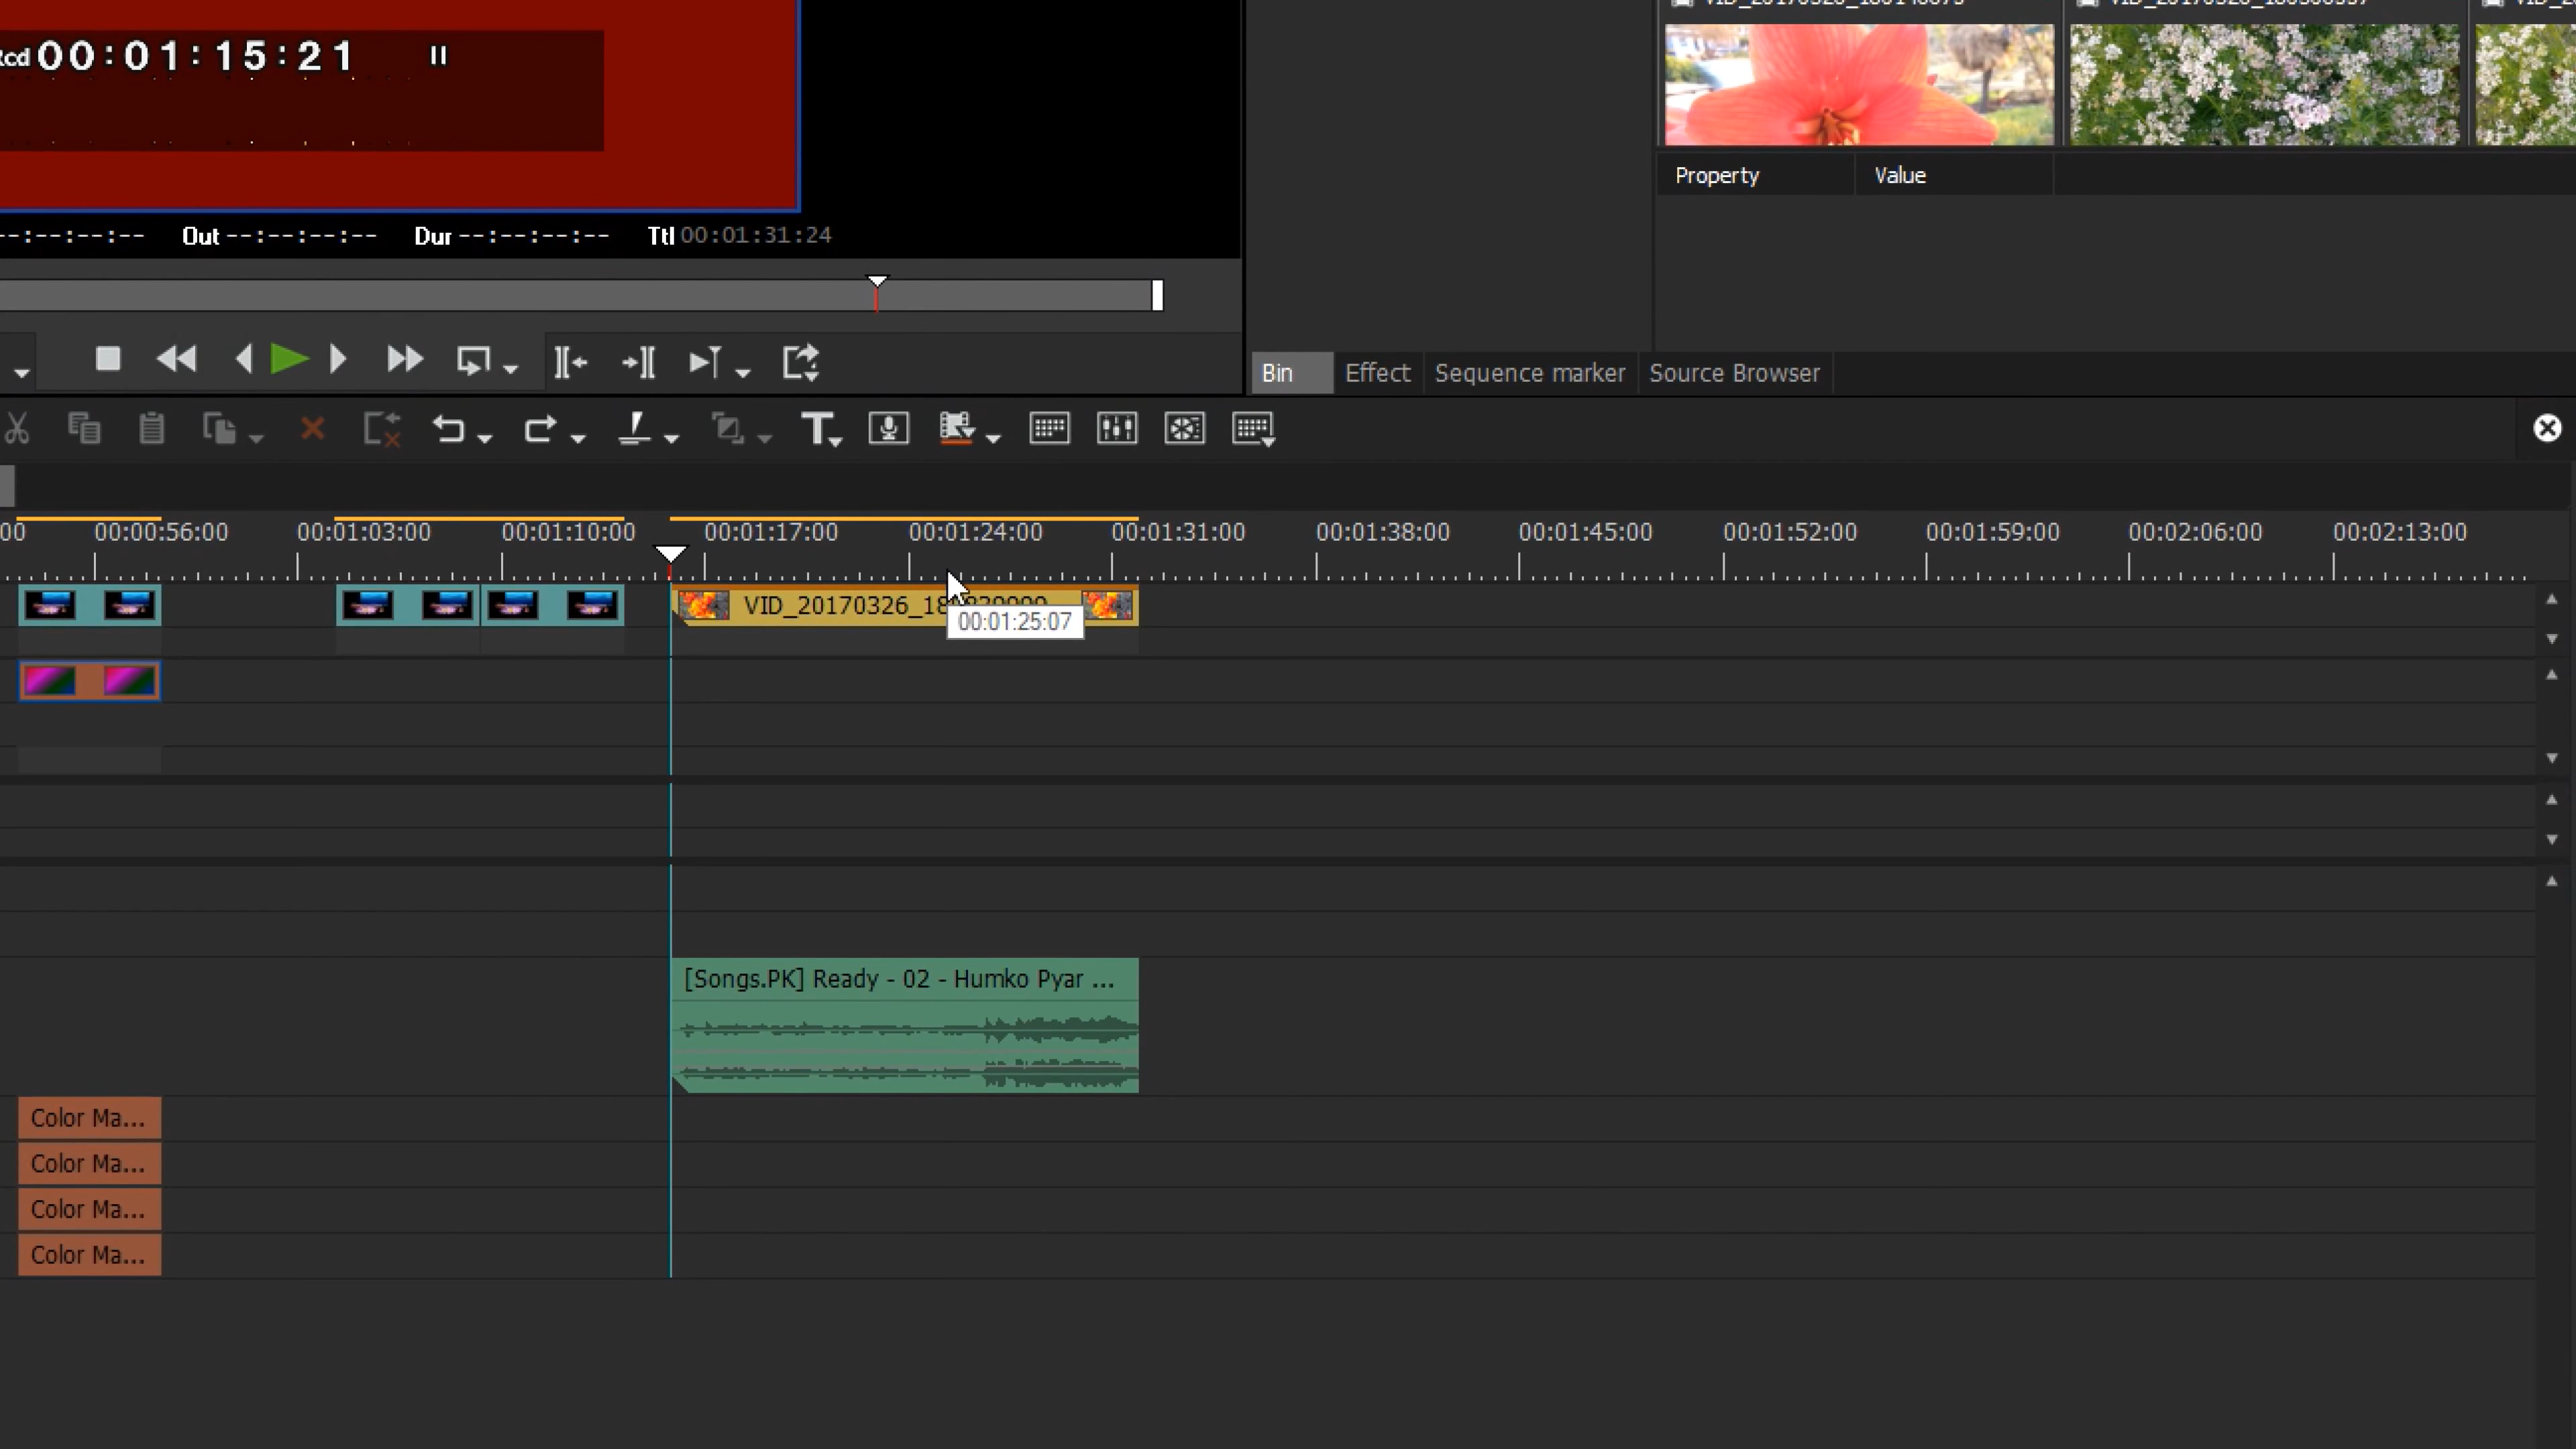 Rcd 00:01:15:21
--:--:--:-- Out --:--:--:-- Dur --:--:--:-- Ttl 00:01:31:24
Property Value
Bin Effect Sequence marker Source Browser
00 00:00:56:00 00:01:03:00 00:01:10:00 00:01:17:00 00:01:24:00 00:01:31:00 00:01:38:00 00:01:45:00 00:01:52:00 00:01:59:00 00:02:06:00 00:02:13:00
00:01:25:07
[Songs.PK] Ready - 02 - Humko Pyar ...
Color Ma...
Color Ma...
Color Ma...
Color Ma...